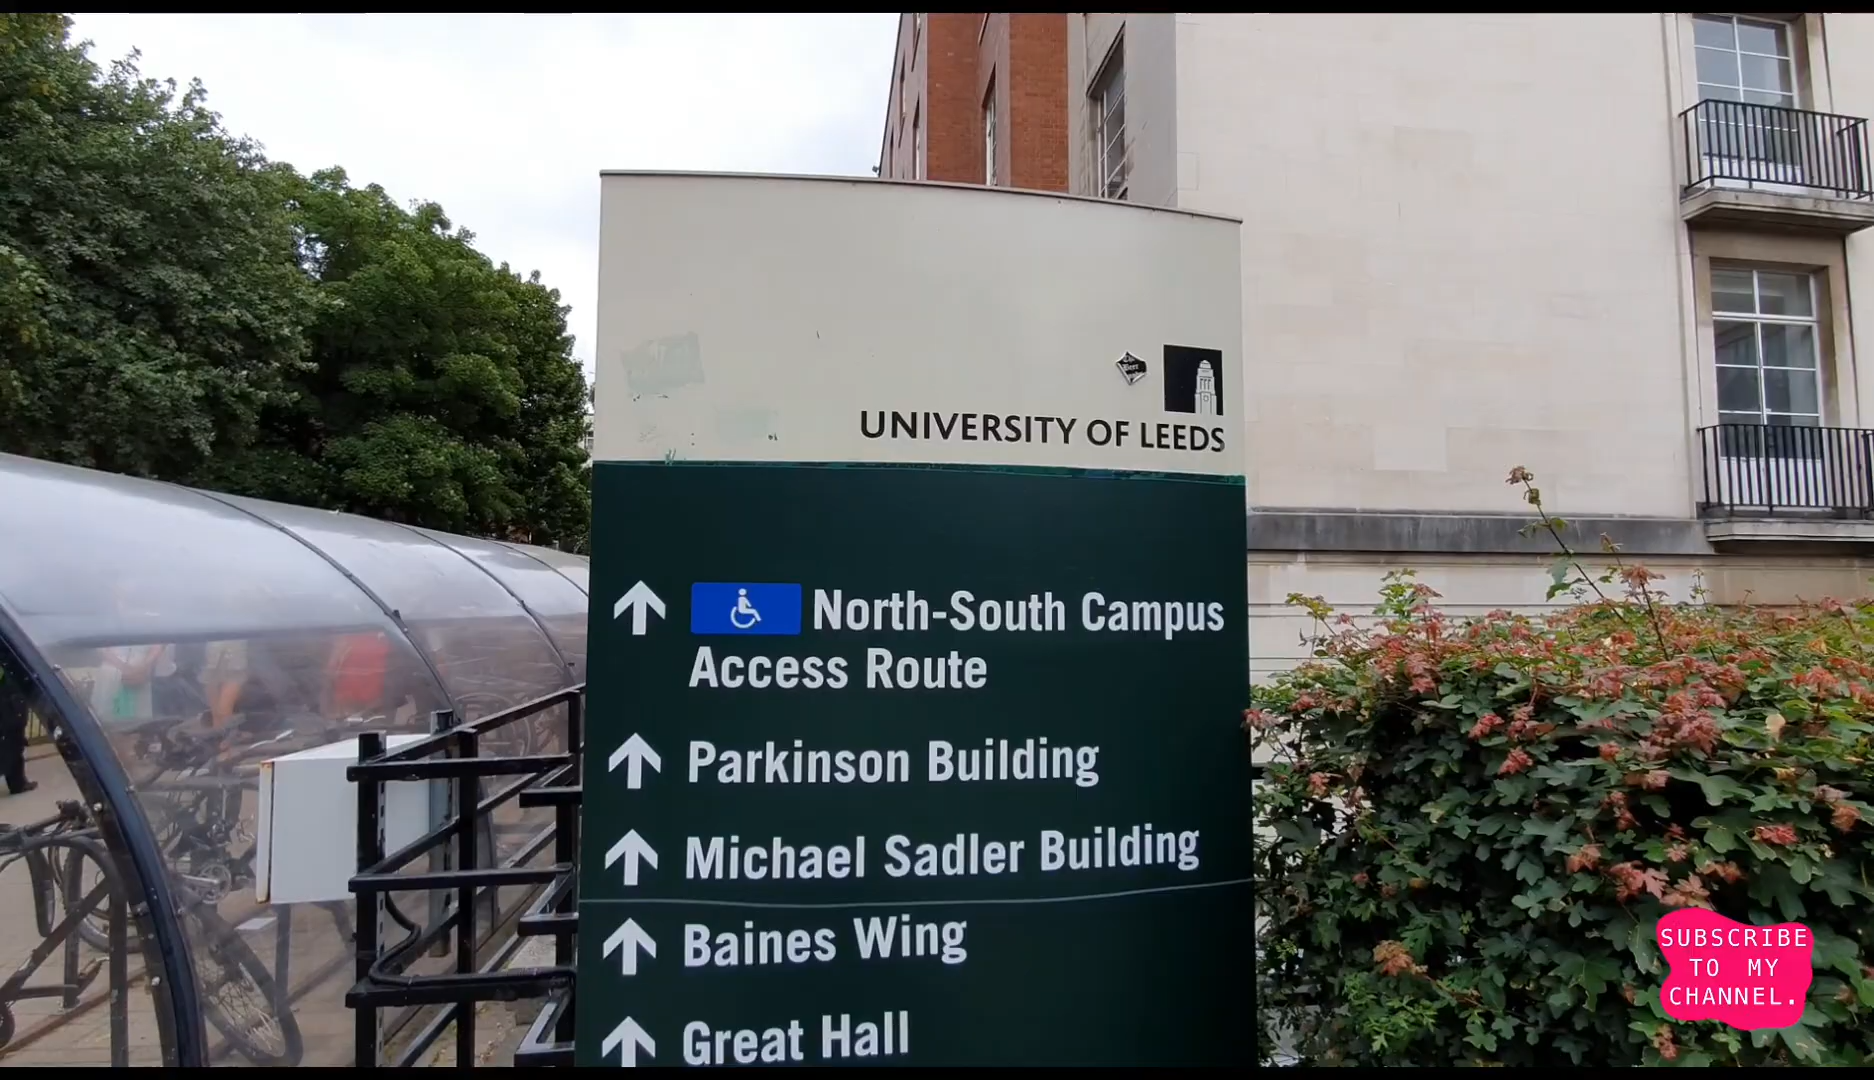 UNIVERSITY OF LEEDS
North-South Campus
Access Route
Parkinson Building
Michael Sadler Building
Baines Wing
Great Hall
SUBSCRIBE
TO MY
CHANNEL.